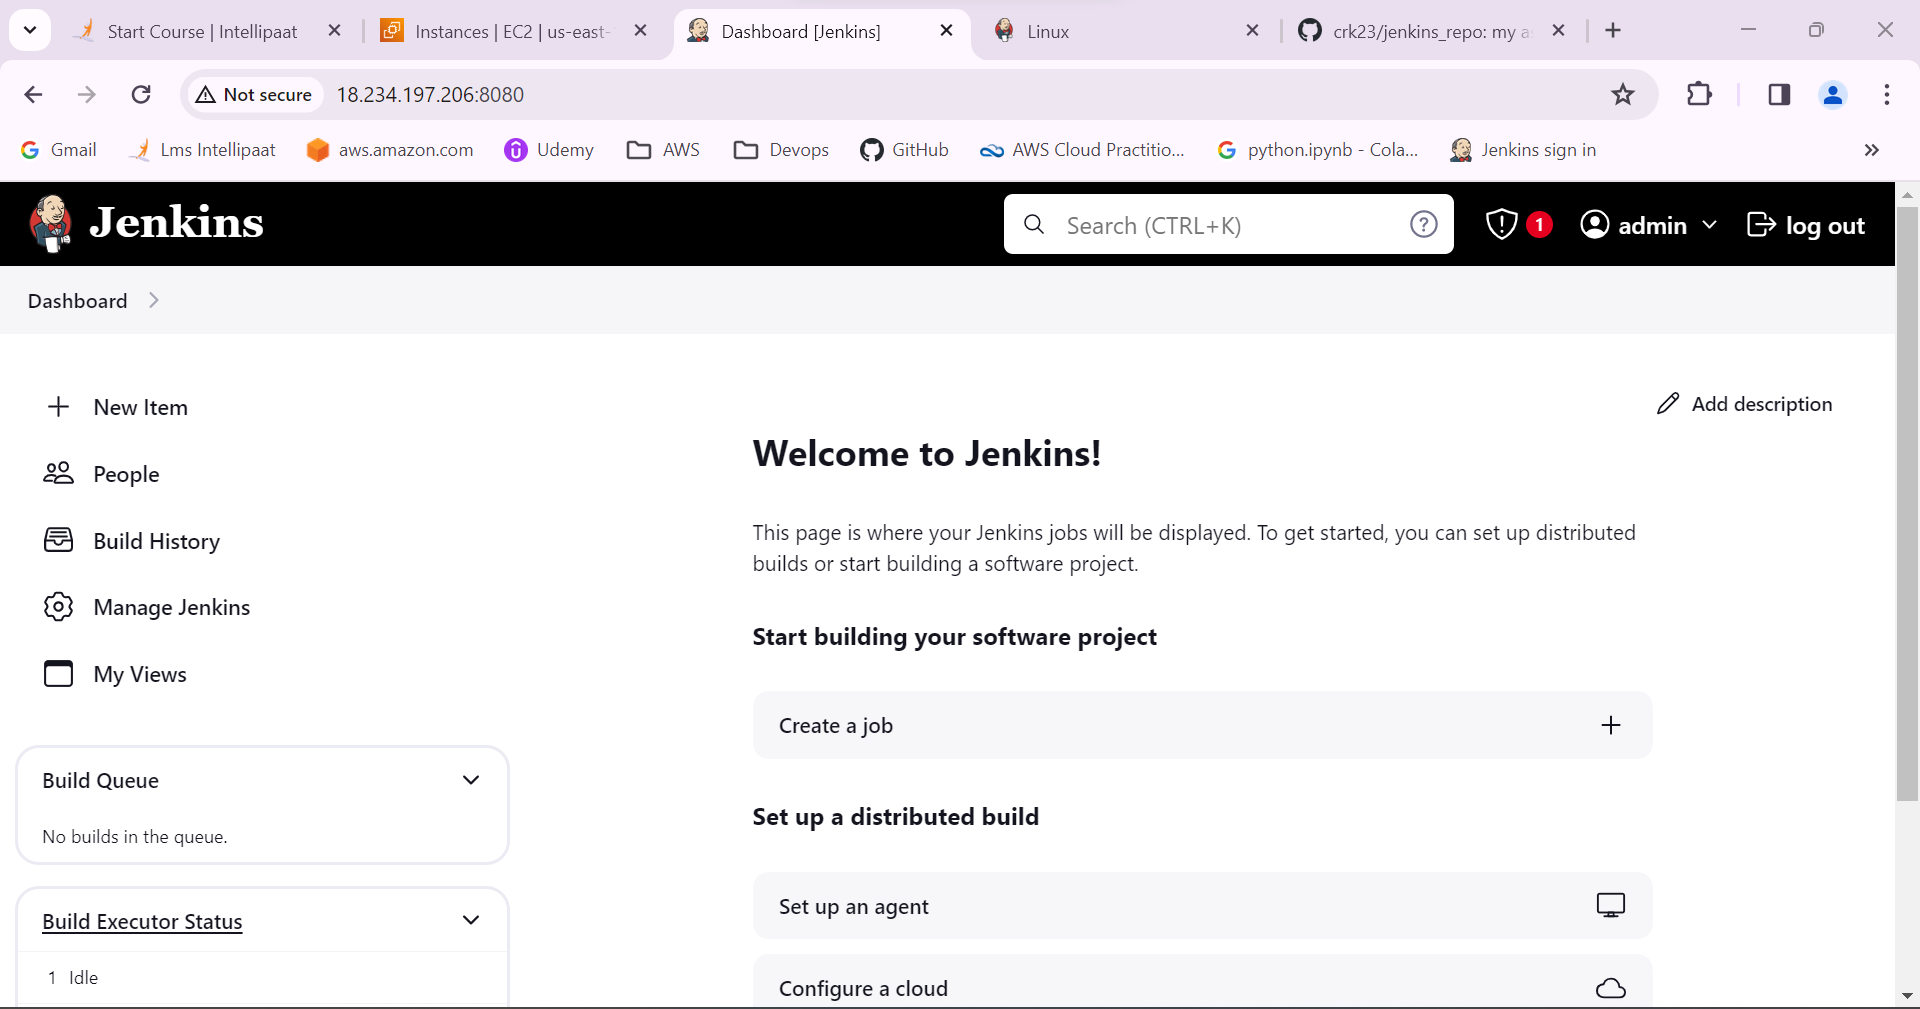 Start Course | Intellipaat
Instances | EC2 | us-east-
Dashboard [Jenkins]
Linux
crk23/jenkins_repo: my as
Not secure
18.234.197.206:8080
Gmail
Lms Intellipaat
aws.amazon.com
Udemy
AWS
Devops
GitHub
AWS Cloud Practitio...
python.ipynb - Cola...
Jenkins sign in
Jenkins
Search (CTRL+K)
1
admin
log out
Dashboard
New Item
People
Build History
Manage Jenkins
My Views
Build Queue
No builds in the queue.
Build Executor Status
1 Idle
Add description
Welcome to Jenkins!
This page is where your Jenkins jobs will be displayed. To get started, you can set up distributed
builds or start building a software project.
Start building your software project
Create a job
Set up a distributed build
Set up an agent
Configure a cloud